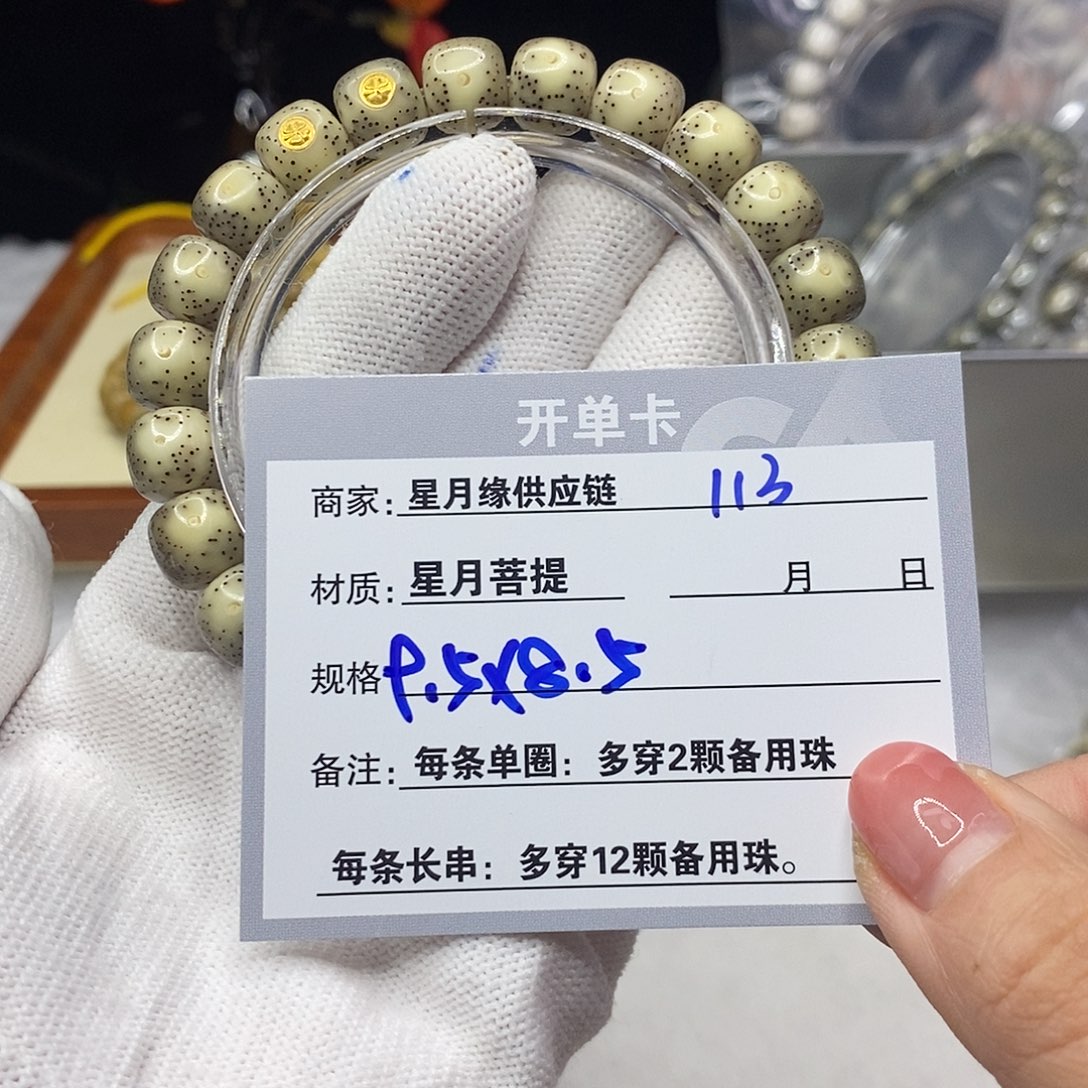 开单卡
商家: 星月缘供应链 113
材质: 星月菩提 月 日
规格 9.5x8.5
备注: 每条单圈: 多穿2颗备用珠
每条长串: 多穿12颗备用珠。